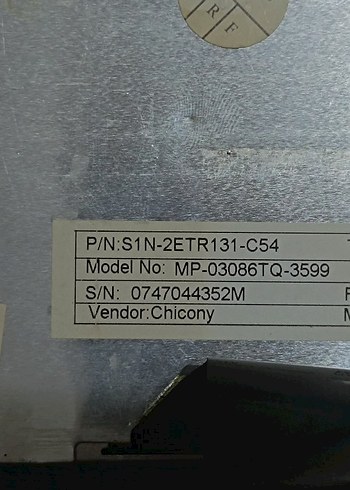 R
F
P/N:S1N-2ETR131-C54
Model No: MP-03086TQ-3599
S/N: 0747044352M
Vendor:Chicony